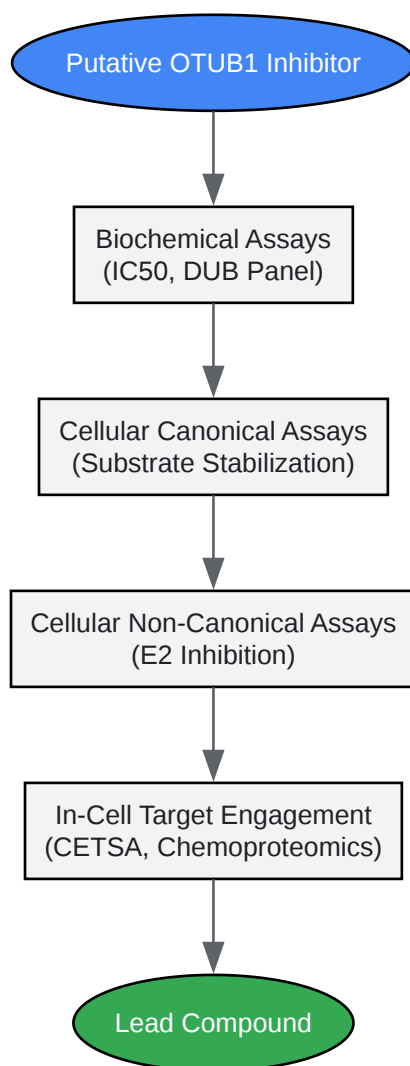 Putative OTUB1 Inhibitor
Biochemical Assays
(IC50, DUB Panel)
Cellular Canonical Assays
(Substrate Stabilization)
Cellular Non-Canonical Assays
(E2 Inhibition)
In-Cell Target Engagement
(CETSA, Chemoproteomics)
Lead Compound